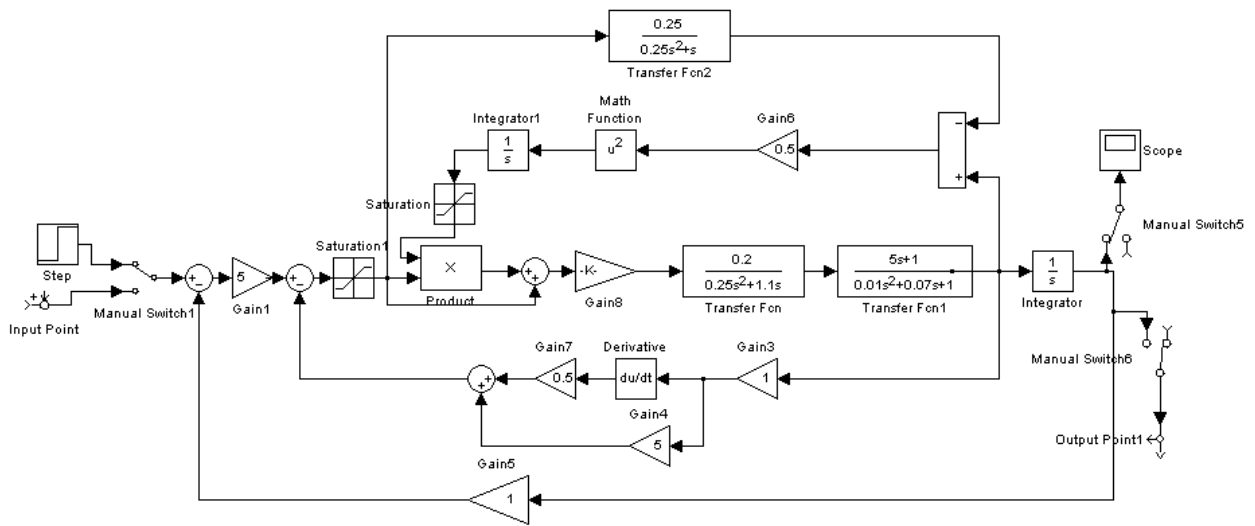 0.25
0.25s²+s
Transfer Fcn2
Math
Function
Integrator1
Gain6
1
s
u²
0.5
−
+
Scope
Saturation
Manual Switch5
Step
Saturation1
+
−
5
+
−
×
+
+
-K-
0.2
0.25s²+1.1s
5s+1
0.01s²+0.07s+1
1
s
Input Point
Manual Switch1
Gain1
Product
Gain8
Transfer Fcn
Transfer Fcn1
Integrator
Gain7
Derivative
Gain3
Manual Switch6
+
+
0.5
du/dt
1
Gain4
5
Output Point1
Gain5
1